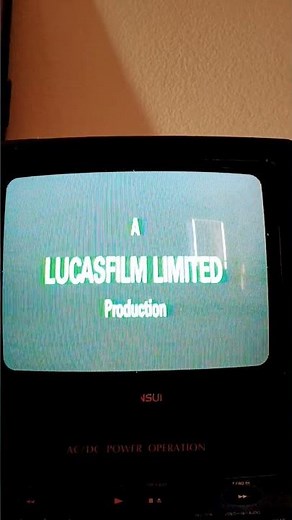 A
LUCASFILM LIMITED
Production
NSUI
AC/DC POWER OPERATION